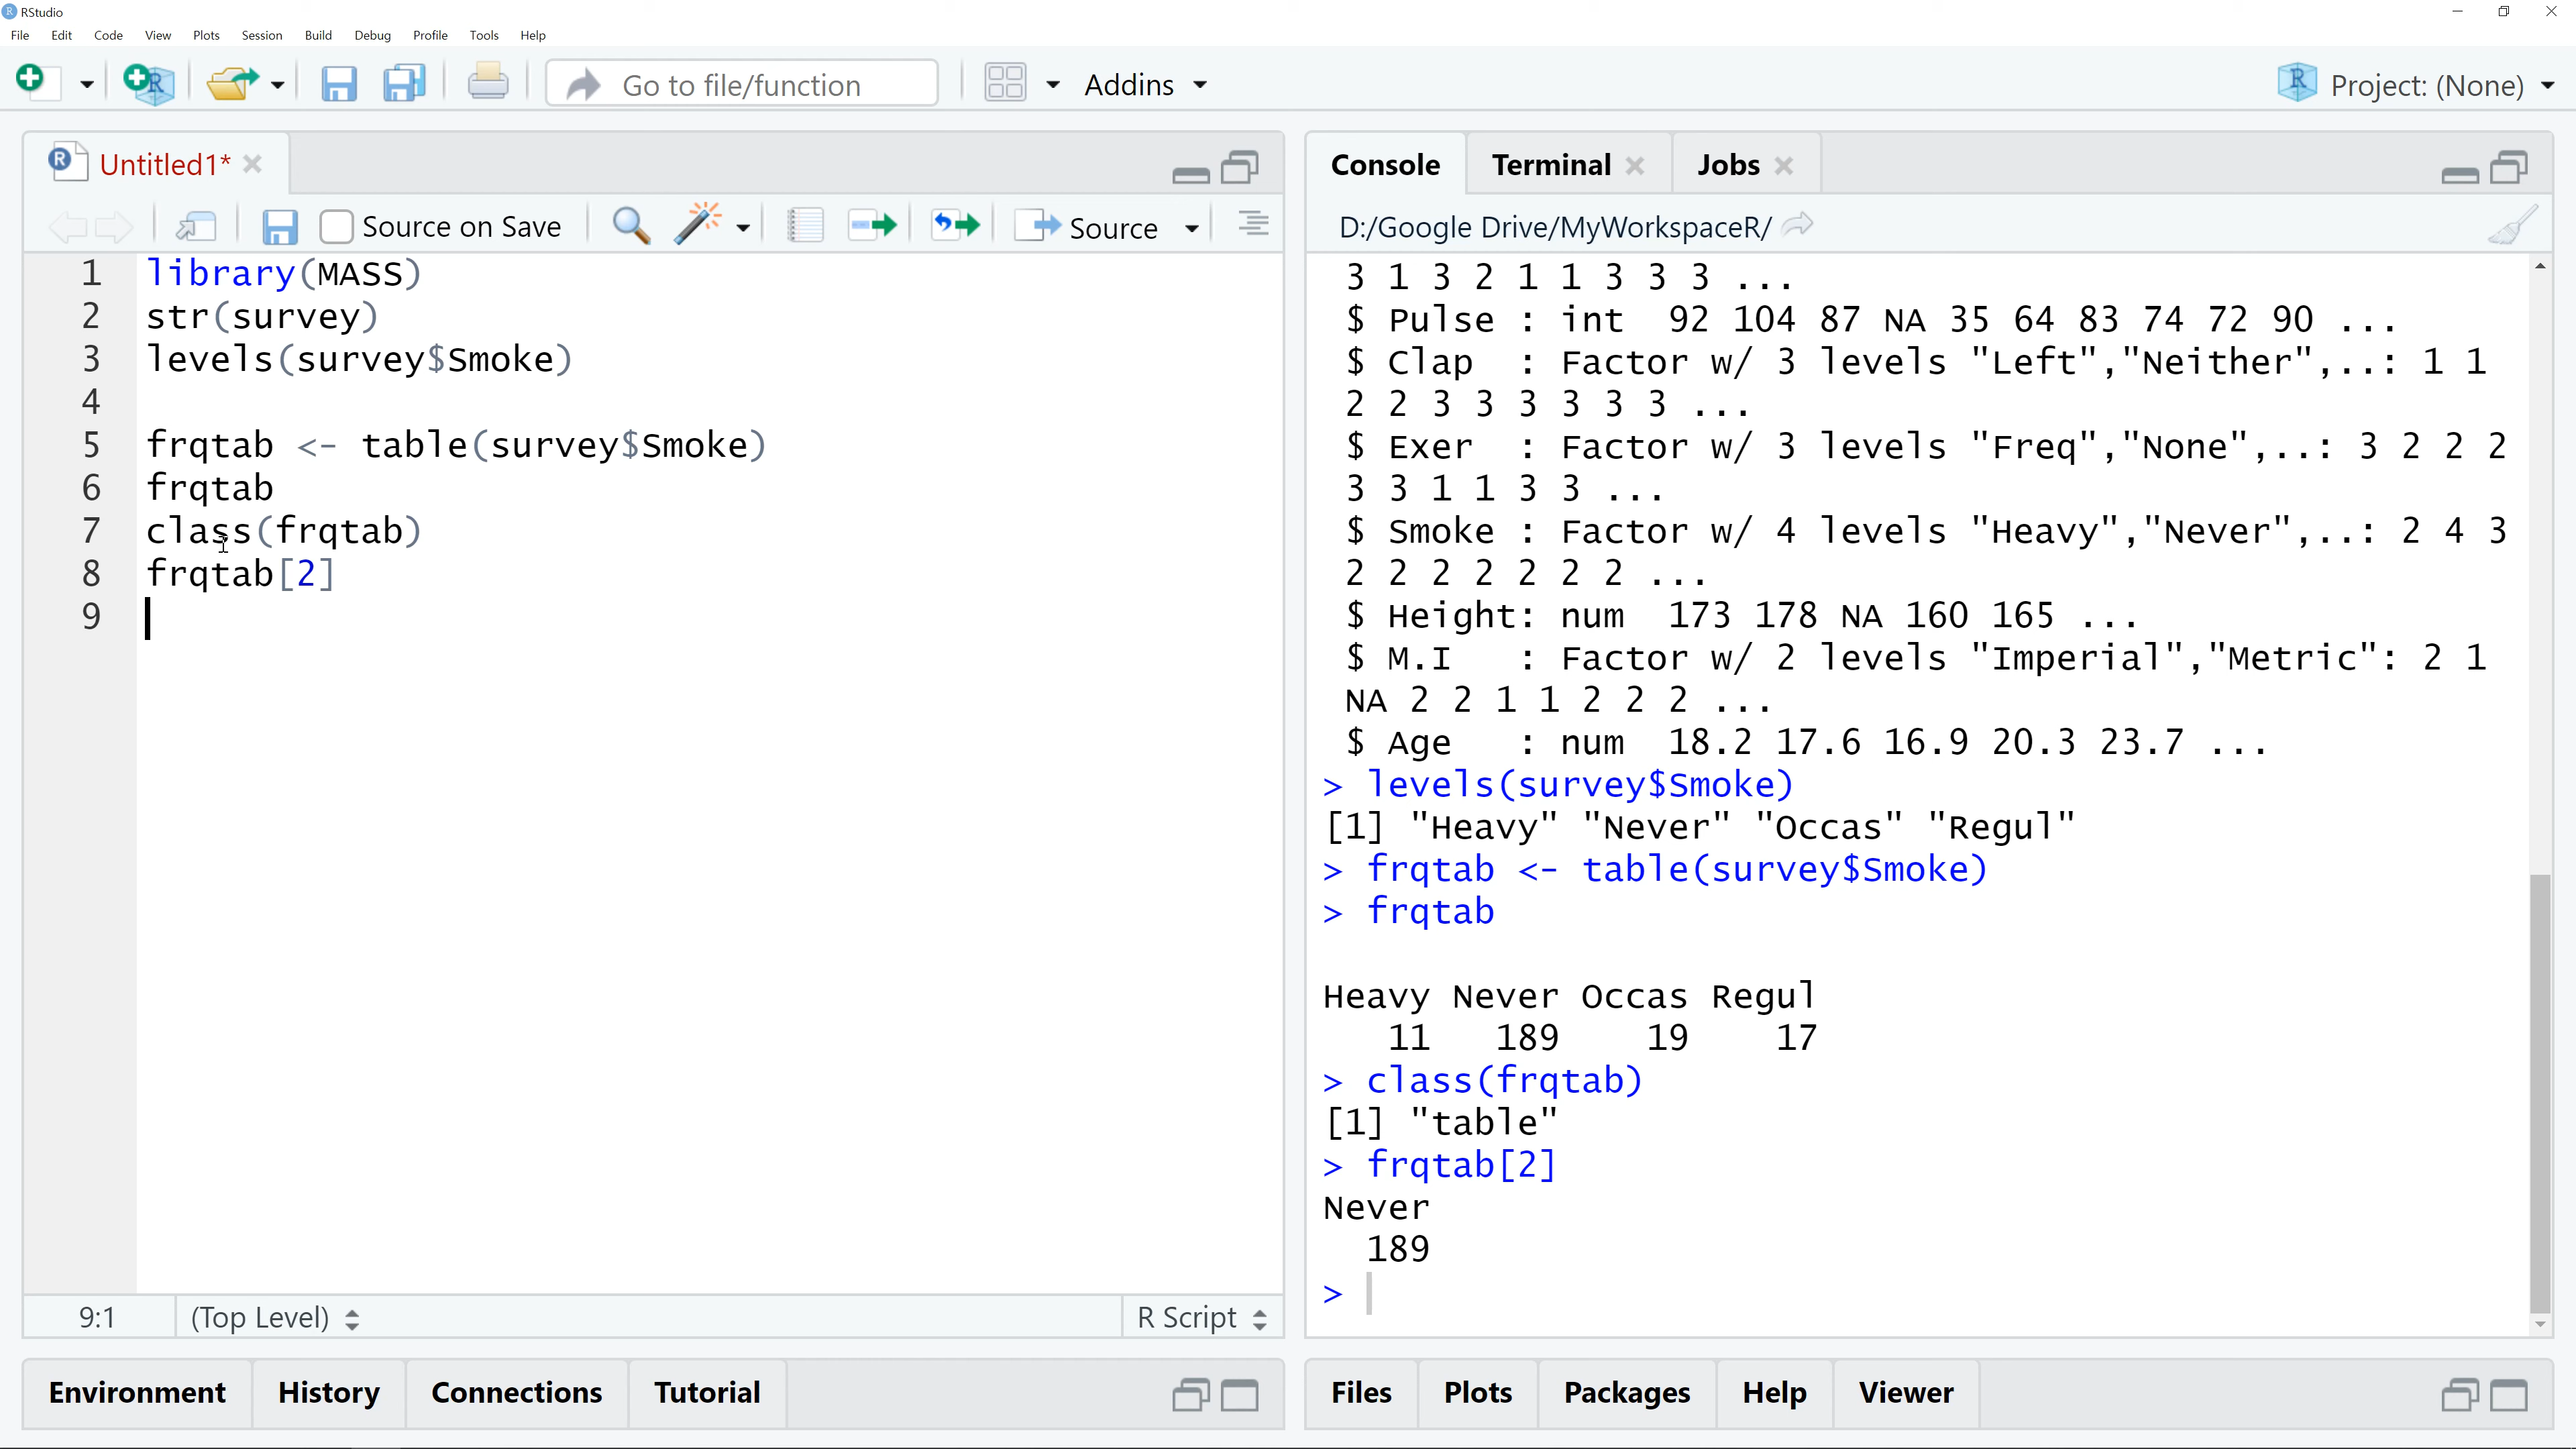 RStudio
File Edit Code View Plots Session Build Debug Profile Tools Help
Go to file/function Addins Project: (None)
Untitled1*
Source on Save Source
1 library(MASS)
2 str(survey)
3 levels(survey$Smoke)
4
5 frqtab <- table(survey$Smoke)
6 frqtab
7 class(frqtab)
8 frqtab[2]
9
9:1 (Top Level) R Script
Environment History Connections Tutorial
Console Terminal Jobs
D:/Google Drive/MyWorkspaceR/
3 1 3 2 1 1 3 3 3 ...
$ Pulse : int 92 104 87 NA 35 64 83 74 72 90 ...
$ Clap : Factor w/ 3 levels "Left","Neither",..: 1 1
2 2 3 3 3 3 3 3 ...
$ Exer : Factor w/ 3 levels "Freq","None",..: 3 2 2 2
3 3 1 1 3 3 ...
$ Smoke : Factor w/ 4 levels "Heavy","Never",..: 2 4 3
2 2 2 2 2 2 2 ...
$ Height: num 173 178 NA 160 165 ...
$ M.I : Factor w/ 2 levels "Imperial","Metric": 2 1
NA 2 2 1 1 2 2 2 ...
$ Age : num 18.2 17.6 16.9 20.3 23.7 ...
> levels(survey$Smoke)
[1] "Heavy" "Never" "Occas" "Regul"
> frqtab <- table(survey$Smoke)
> frqtab
Heavy Never Occas Regul
11 189 19 17
> class(frqtab)
[1] "table"
> frqtab[2]
Never
189
>
Files Plots Packages Help Viewer